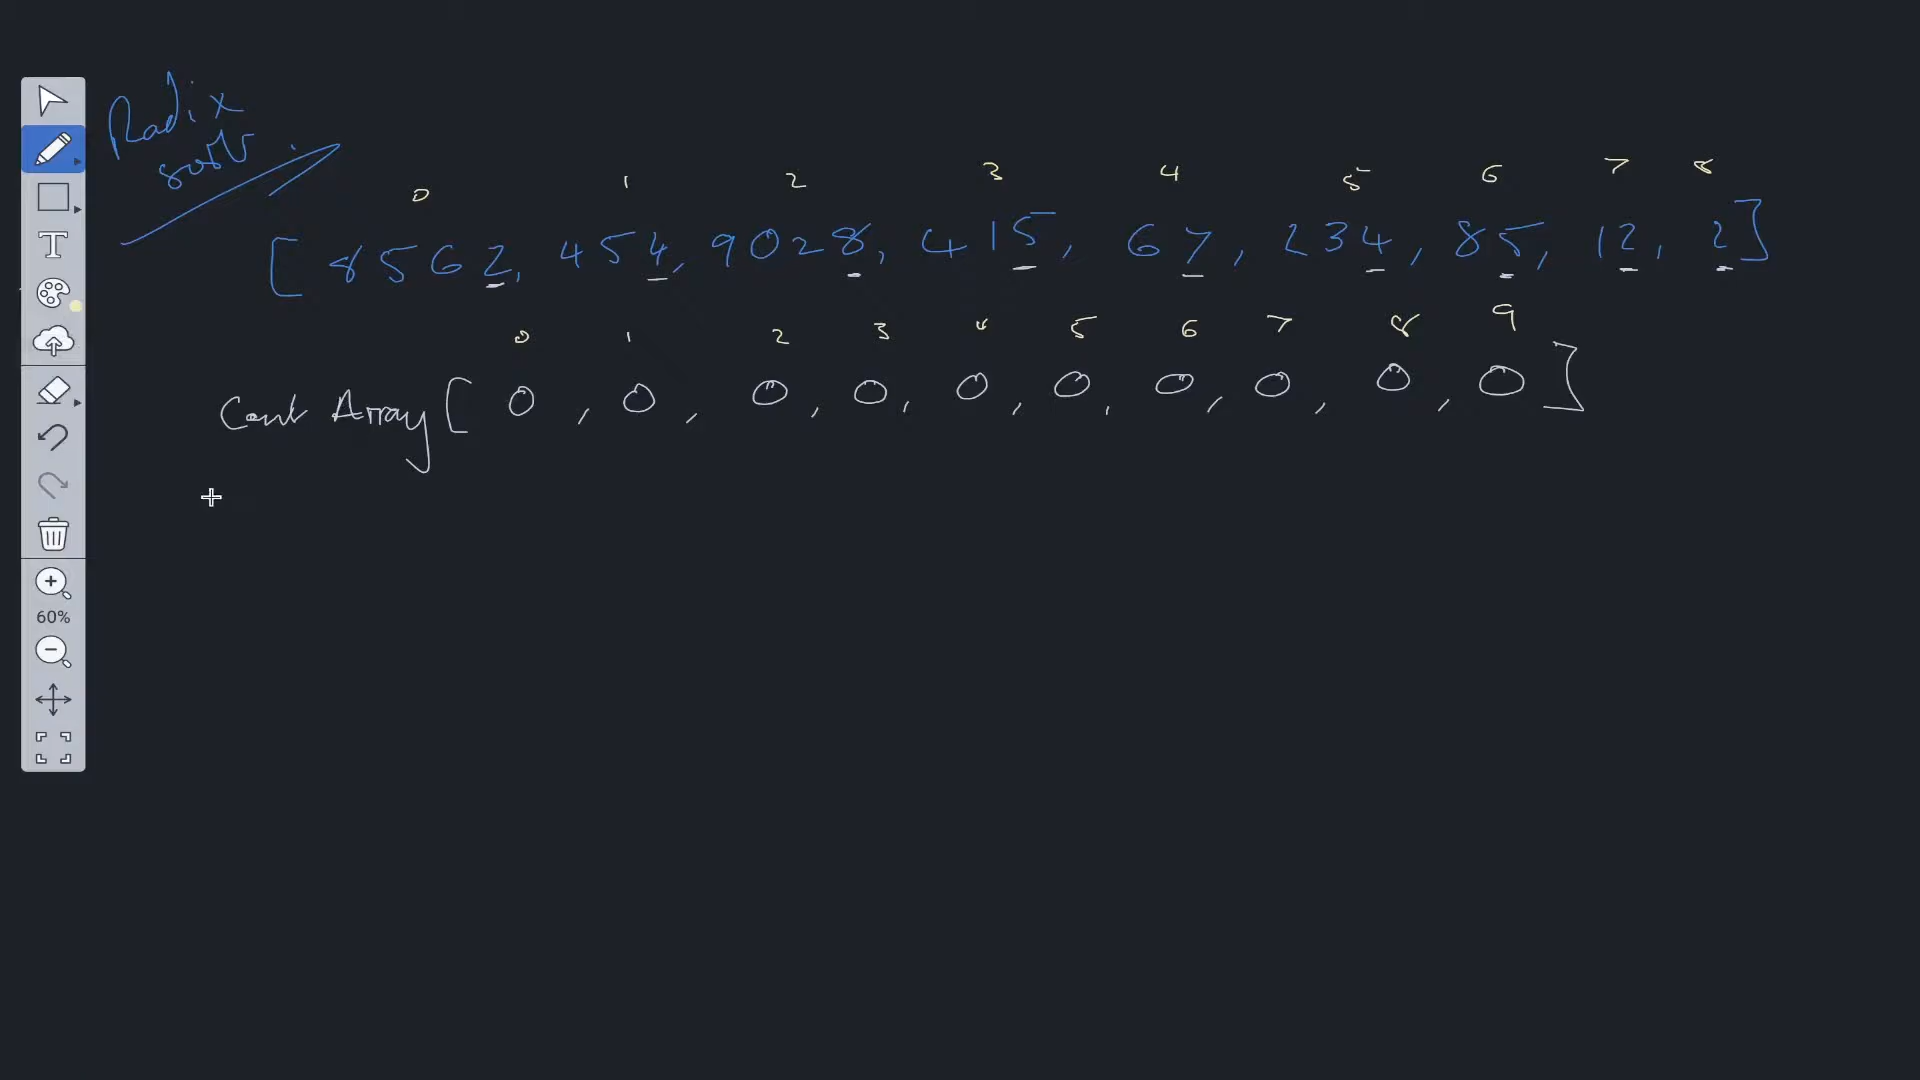 Radix
sort
0 1 2 3 4 5 6 7 8
[ 8562, 454, 9028, 415, 67, 234, 85, 12, 2]
0 1 2 3 4 5 6 7 8 9
Count Array [ 0, 0, 0, 0, 0, 0, 0, 0, 0, 0 ]
T
60%